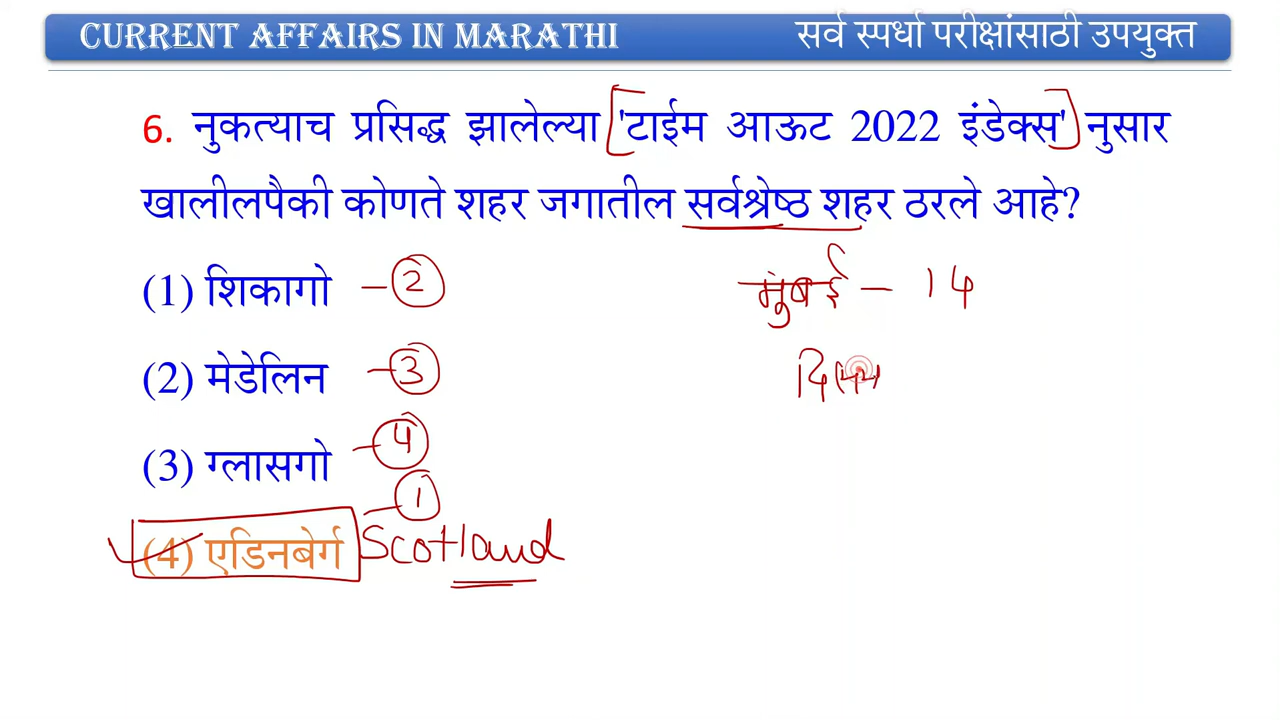 CURRENT AFFAIRS IN MARATHI
सर्व स्पर्धा परीक्षांसाठी उपयुक्त
6. नुकत्याच प्रसिद्ध झालेल्या 'टाईम आऊट 2022 इंडेक्स' नुसार
खालीलपैकी कोणते शहर जगातील सर्वश्रेष्ठ शहर ठरले आहे?
(1) शिकागो – 2
मुंबई – 14
(2) मेडेलिन – 3
(3) ग्लासगो – 4
1
(4) एडिनबेर्ग Scotland